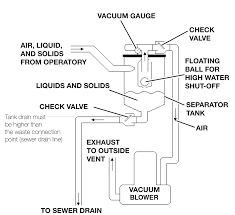 VACUUM GAUGE
CHECK
VALVE
AIR, LIQUID,
AND SOLIDS
FROM OPERATORY
FLOATING
BALL FOR
HIGH WATER
SHUT-OFF
LIQUIDS AND SOLIDS
SEPARATOR
TANK
CHECK VALVE
Tank drain must
be higher than
the waste connection
point (sewer drain line)
AIR
EXHAUST
TO OUTSIDE
VENT
VACUUM
BLOWER
TO SEWER DRAIN